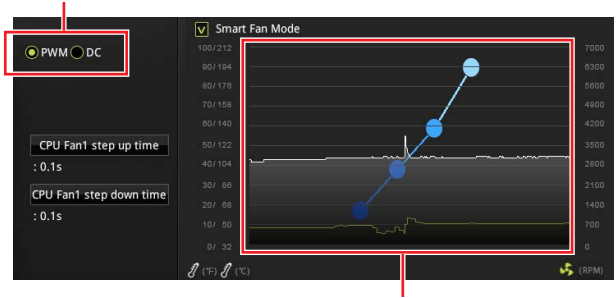 V Smart Fan Mode
PWM DC
100/212 7000
90/194 6300
80/176 5600
70/158 4900
60/140 4200
50/122 3500
40/104 2800
30/ 86 2100
20/ 68 1400
10/ 50 700
0/ 32 0
CPU Fan1 step up time
: 0.1s
CPU Fan1 step down time
: 0.1s
(°F) (°C) (RPM)